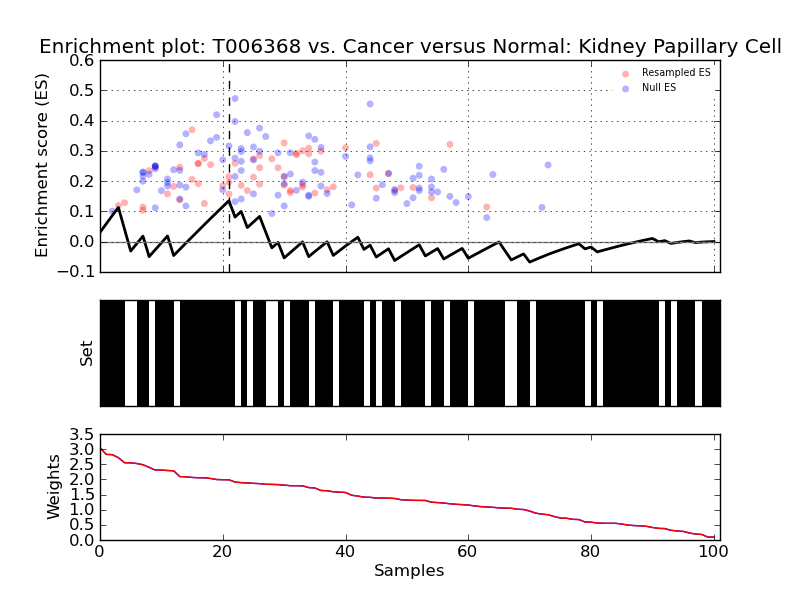 Enrichment plot: T006368 vs. Cancer versus Normal: Kidney Papillary Cell
Enrichment score (ES)
0.6
0.5
0.4
0.3
0.2
0.1
0.0
−0.1
Resampled ES
Null ES
Set
Weights
3.5
3.0
2.5
2.0
1.5
1.0
0.5
0.0
0 20 40 60 80 100
Samples